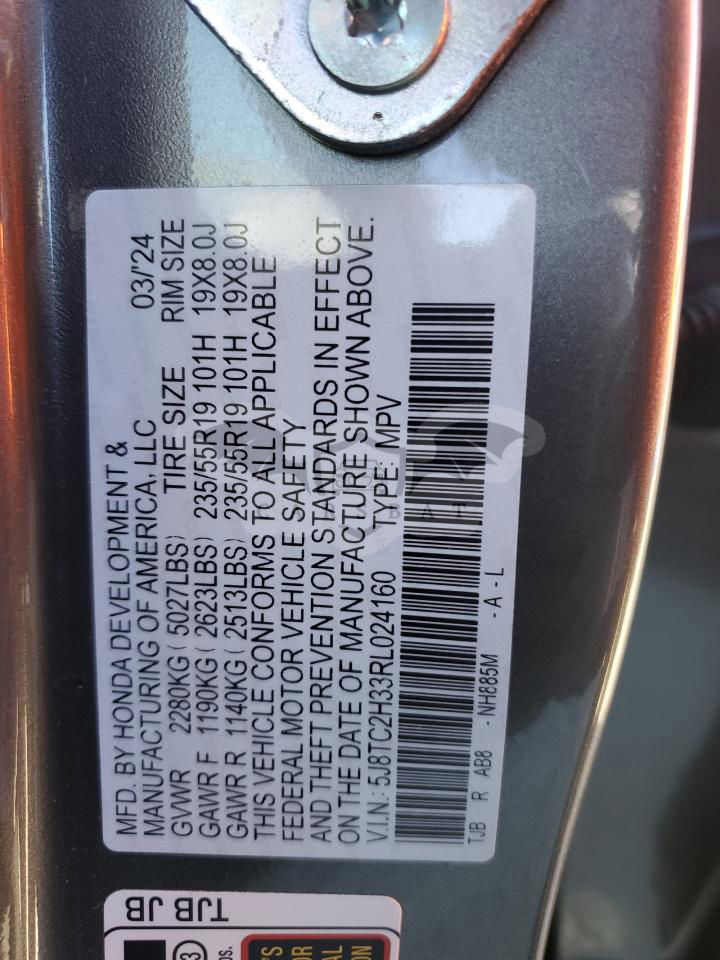 MFD. BY HONDA DEVELOPMENT &
MANUFACTURING OF AMERICA, LLC 03/'24
GVWR 2280KG ( 5027LBS) TIRE SIZE RIM SIZE
GAWR F 1190KG ( 2623LBS) 235/55R19 101H 19X8.0J
GAWR R 1140KG ( 2513LBS) 235/55R19 101H 19X8.0J
THIS VEHICLE CONFORMS TO ALL APPLICABLE
FEDERAL MOTOR VEHICLE SAFETY
AND THEFT PREVENTION STANDARDS IN EFFECT
ON THE DATE OF MANUFACTURE SHOWN ABOVE.
V.I.N: 5J8TC2H33RL024160 TYPE: MPV
TJB R AB8 - NH885M - A - L
TJB JB